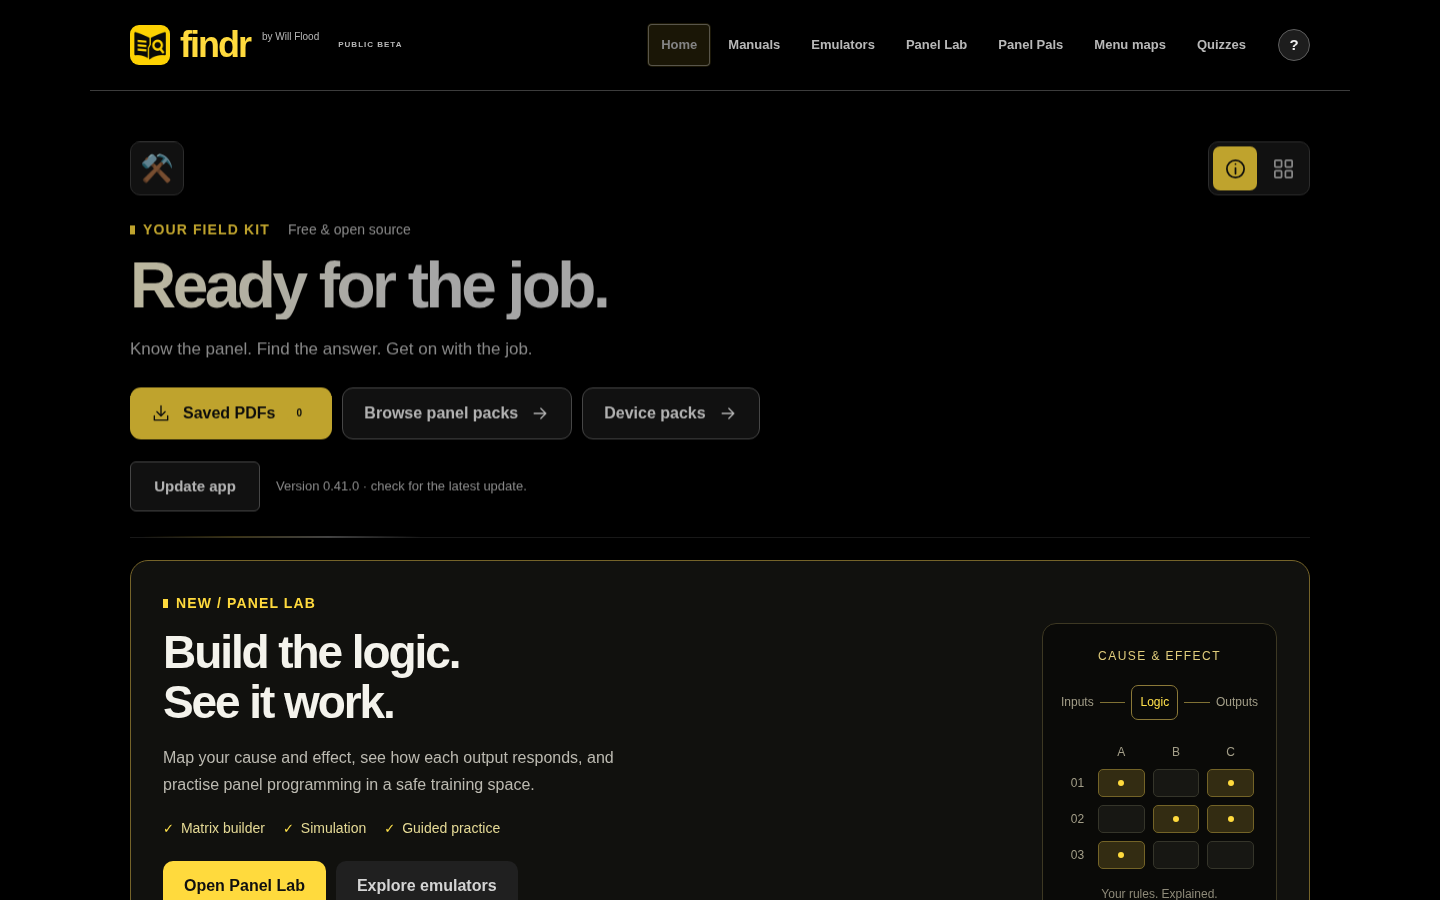 findr by Will Flood PUBLIC BETA
Home Manuals Emulators Panel Lab Panel Pals Menu maps Quizzes ?
YOUR FIELD KIT Free & open source
Ready for the job.
Know the panel. Find the answer. Get on with the job.
Saved PDFs 0 Browse panel packs → Device packs →
Update app Version 0.41.0 · check for the latest update.
NEW / PANEL LAB
Build the logic.
See it work.
Map your cause and effect, see how each output responds, and
practise panel programming in a safe training space.
✓ Matrix builder ✓ Simulation ✓ Guided practice
Open Panel Lab Explore emulators
CAUSE & EFFECT
Inputs Logic Outputs
A B C
01
02
03
Your rules. Explained.